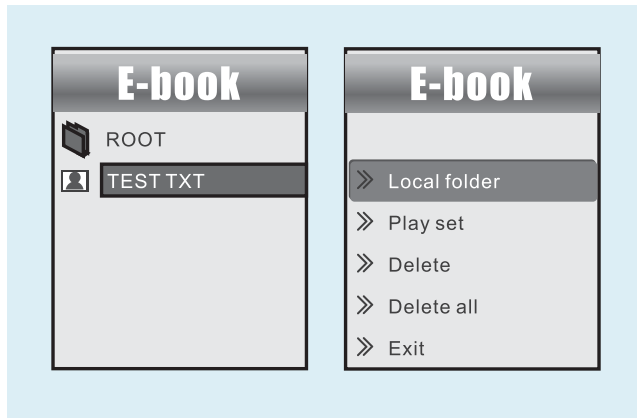 E-book
ROOT
TEST TXT
E-book
Local folder
Play set
Delete
Delete all
Exit